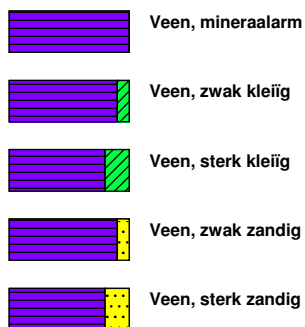 Veen, mineraalarm
Veen, zwak kleiïg
Veen, sterk kleiïg
Veen, zwak zandig
Veen, sterk zandig